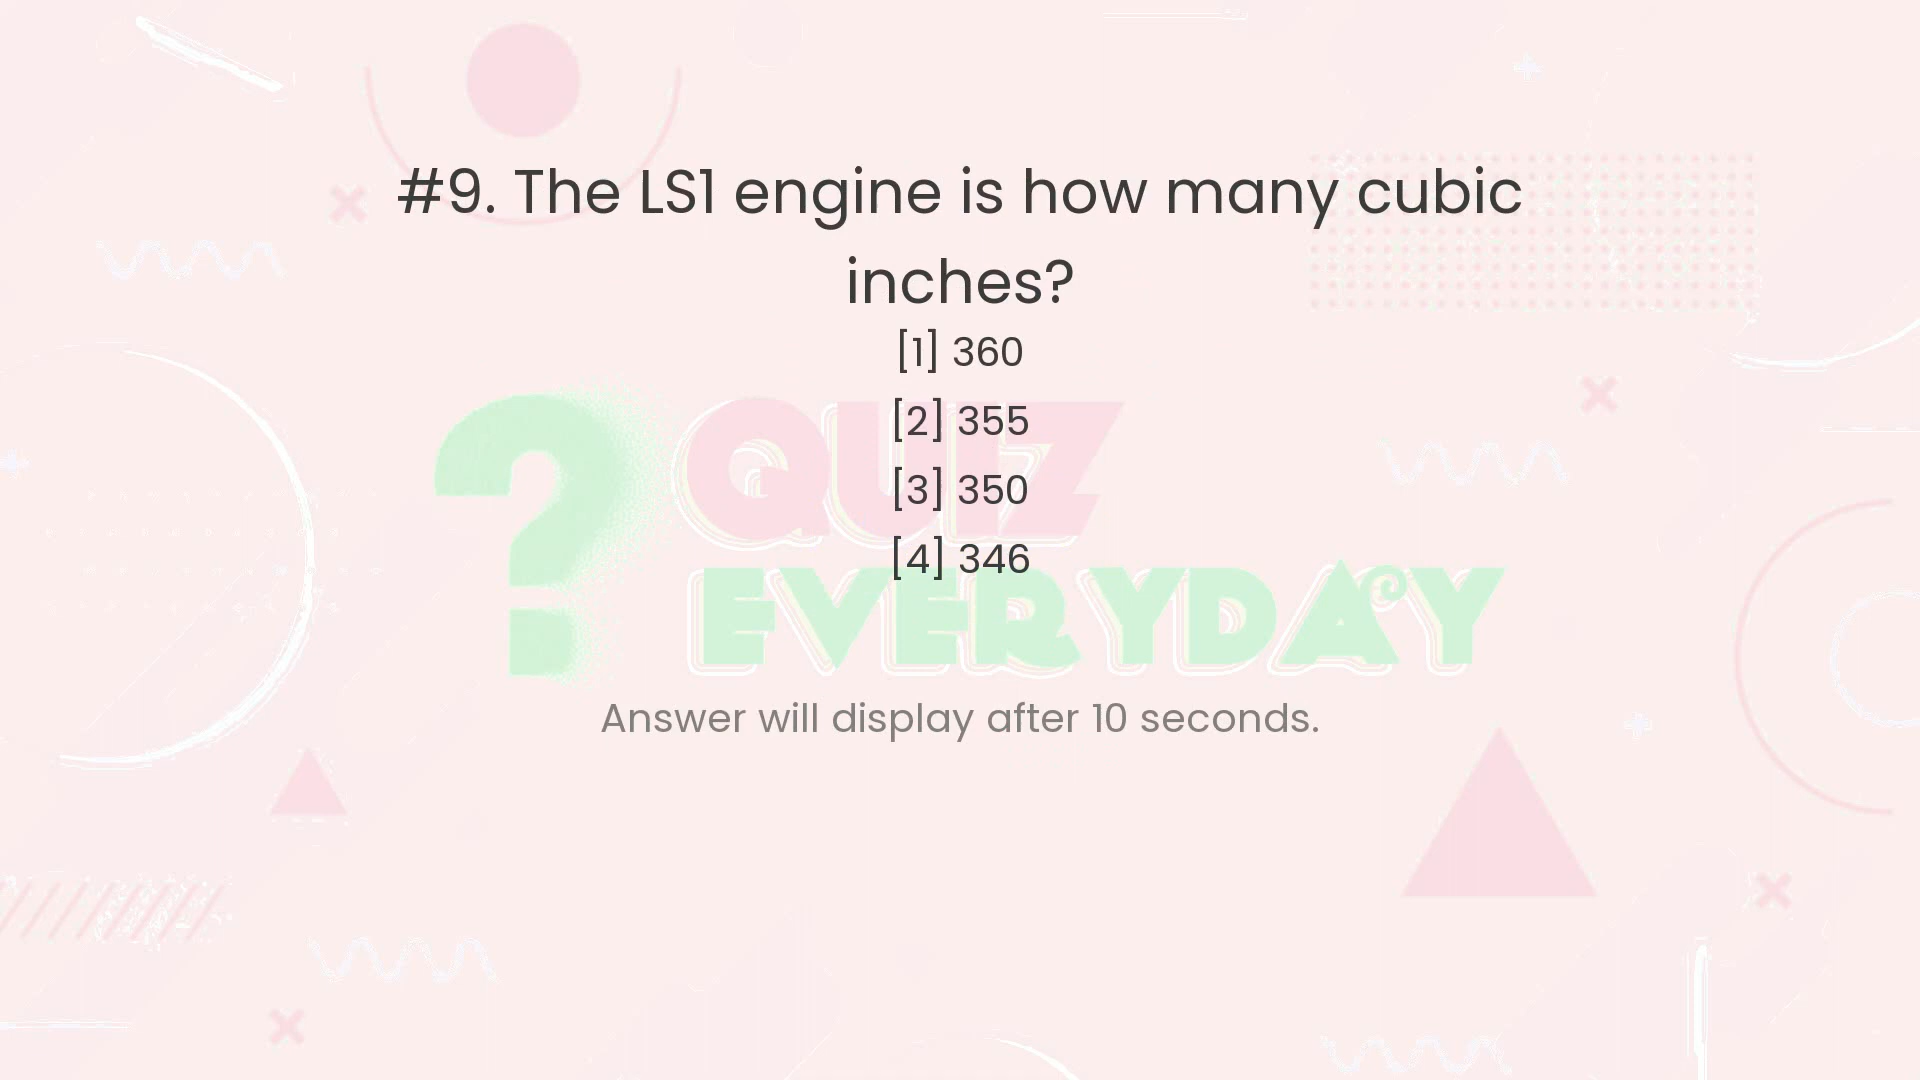 #9. The LS1 engine is how many cubic
inches?
[1] 360
[2] 355
[3] 350
[4] 346
QUIZ
EVERYDAY
Answer will display after 10 seconds.